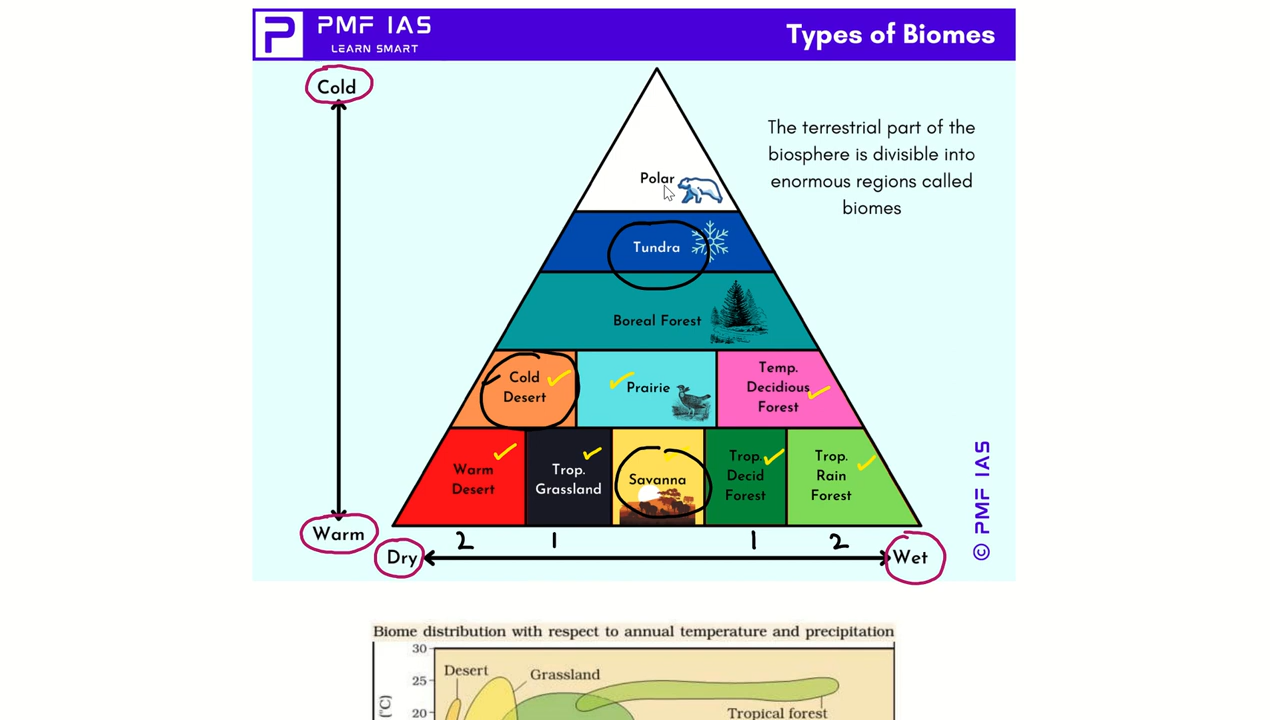 PMF IAS
LEARN SMART
Types of Biomes
Cold
The terrestrial part of the
biosphere is divisible into
enormous regions called
biomes
Polar
Tundra
Boreal Forest
Cold
Desert
Prairie
Temp.
Decidious
Forest
Warm
Desert
Trop.
Grassland
Savanna
Trop.
Decid
Forest
Trop.
Rain
Forest
© PMF IAS
Warm
2 1 1 2
Dry
Wet
Biome distribution with respect to annual temperature and precipitation
30
25
20
(°C)
Desert
Grassland
Tropical forest